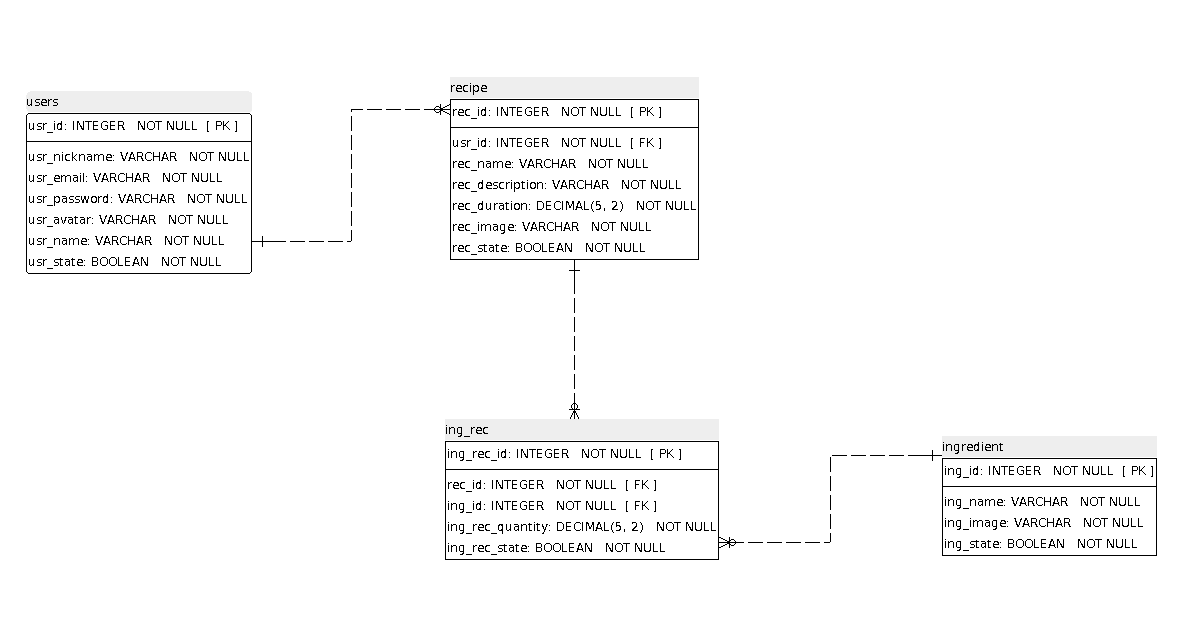 users
usr_id: INTEGER NOT NULL [ PK ]
usr_nickname: VARCHAR NOT NULL
usr_email: VARCHAR NOT NULL
usr_password: VARCHAR NOT NULL
usr_avatar: VARCHAR NOT NULL
usr_name: VARCHAR NOT NULL
usr_state: BOOLEAN NOT NULL
recipe
rec_id: INTEGER NOT NULL [ PK ]
usr_id: INTEGER NOT NULL [ FK ]
rec_name: VARCHAR NOT NULL
rec_description: VARCHAR NOT NULL
rec_duration: DECIMAL(5, 2) NOT NULL
rec_image: VARCHAR NOT NULL
rec_state: BOOLEAN NOT NULL
ing_rec
ing_rec_id: INTEGER NOT NULL [ PK ]
rec_id: INTEGER NOT NULL [ FK ]
ing_id: INTEGER NOT NULL [ FK ]
ing_rec_quantity: DECIMAL(5, 2) NOT NULL
ing_rec_state: BOOLEAN NOT NULL
ingredient
ing_id: INTEGER NOT NULL [ PK ]
ing_name: VARCHAR NOT NULL
ing_image: VARCHAR NOT NULL
ing_state: BOOLEAN NOT NULL